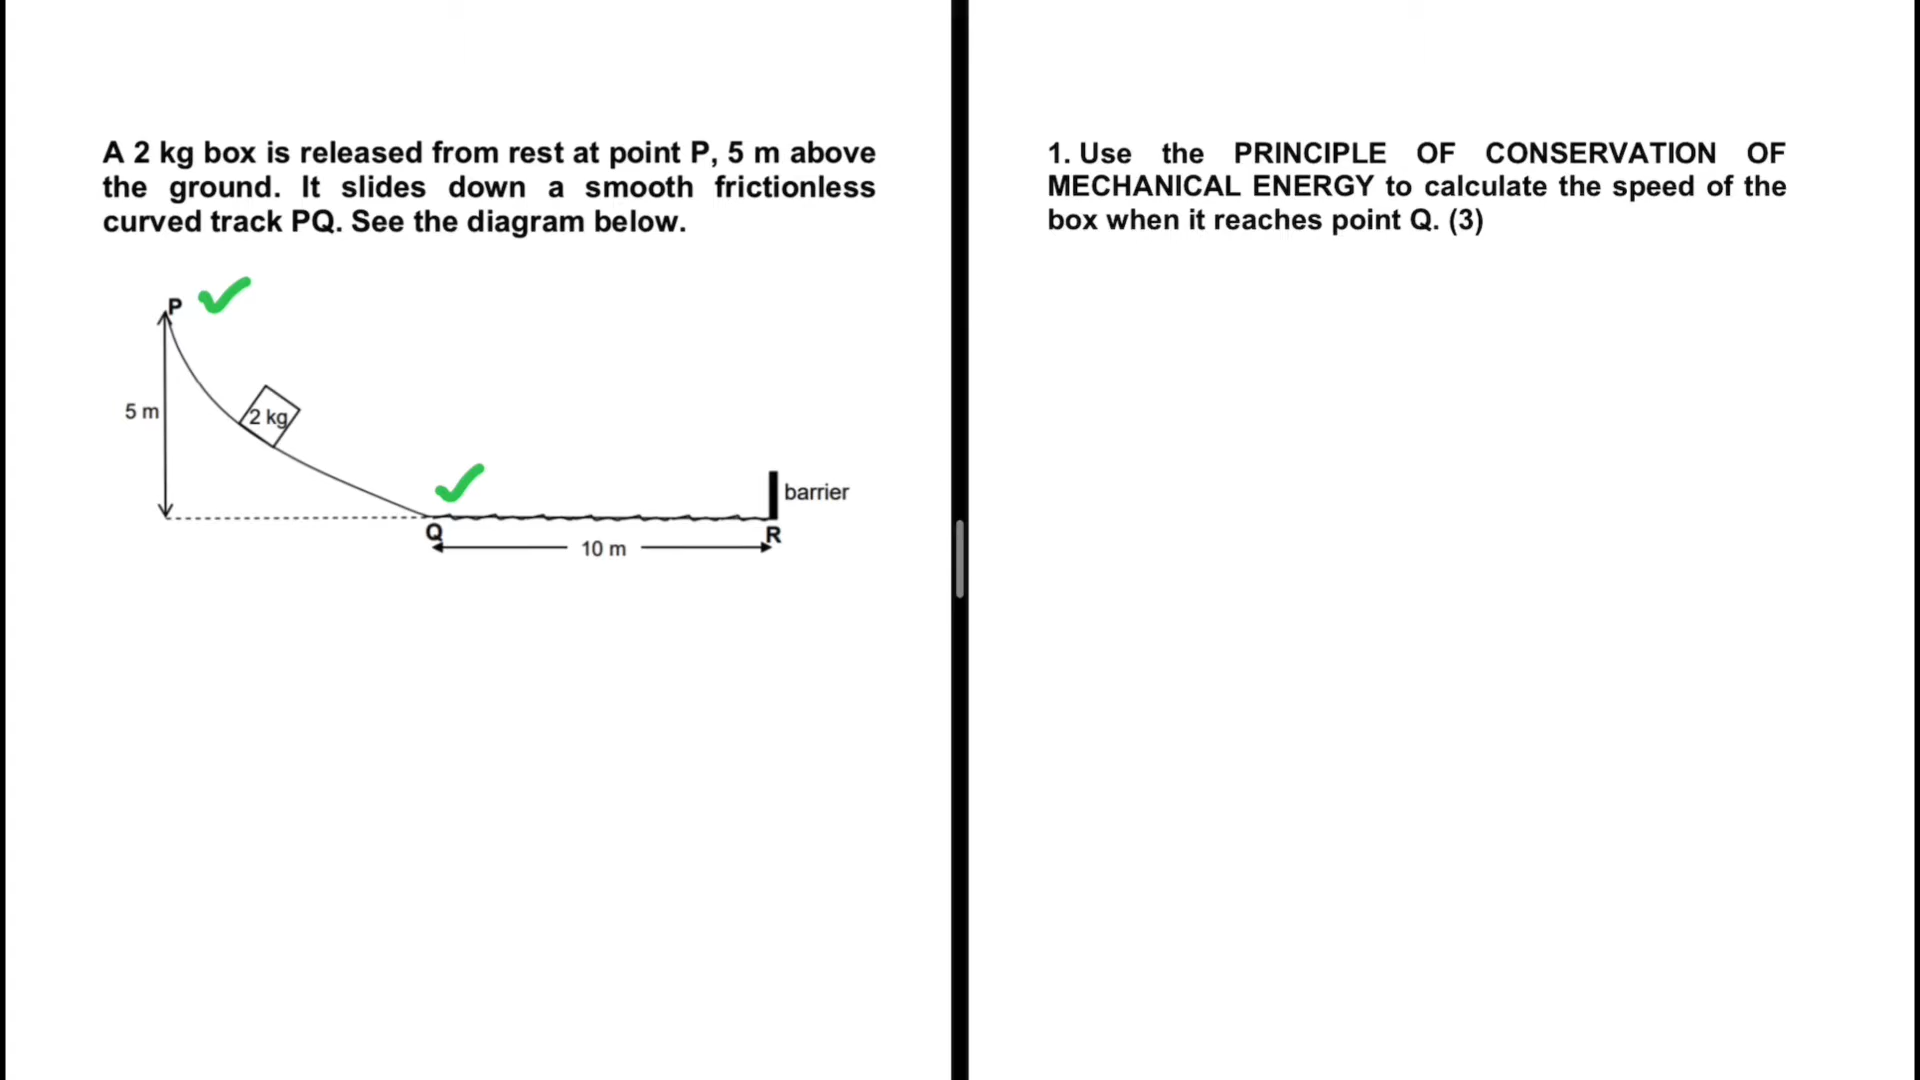 A 2 kg box is released from rest at point P, 5 m above
the ground. It slides down a smooth frictionless
curved track PQ. See the diagram below.
P
5 m
2 kg
barrier
Q
R
10 m
1. Use the PRINCIPLE OF CONSERVATION OF
MECHANICAL ENERGY to calculate the speed of the
box when it reaches point Q. (3)